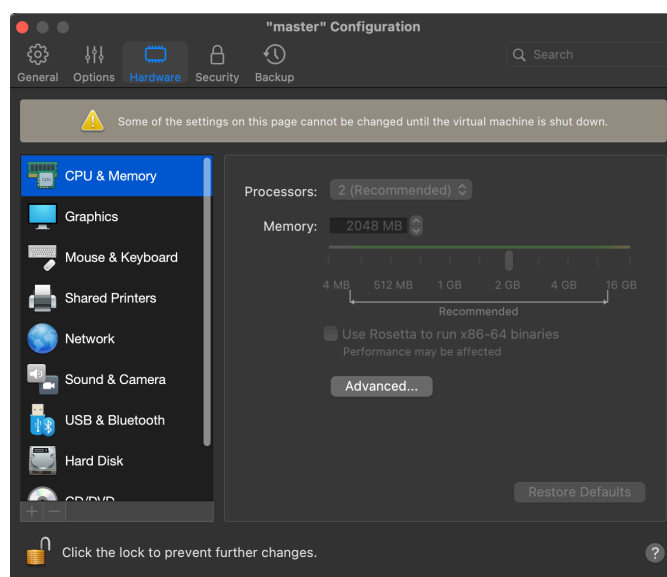 "master" Configuration
General Options Hardware Security Backup
Search
Some of the settings on this page cannot be changed until the virtual machine is shut down.
CPU & Memory
Graphics
Mouse & Keyboard
Shared Printers
Network
Sound & Camera
USB & Bluetooth
Hard Disk
CD/DVD
Processors: 2 (Recommended)
Memory: 2048 MB
4 MB 512 MB 1 GB 2 GB 4 GB 16 GB
Recommended
Use Rosetta to run x86-64 binaries
Performance may be affected
Advanced...
Restore Defaults
Click the lock to prevent further changes.
?